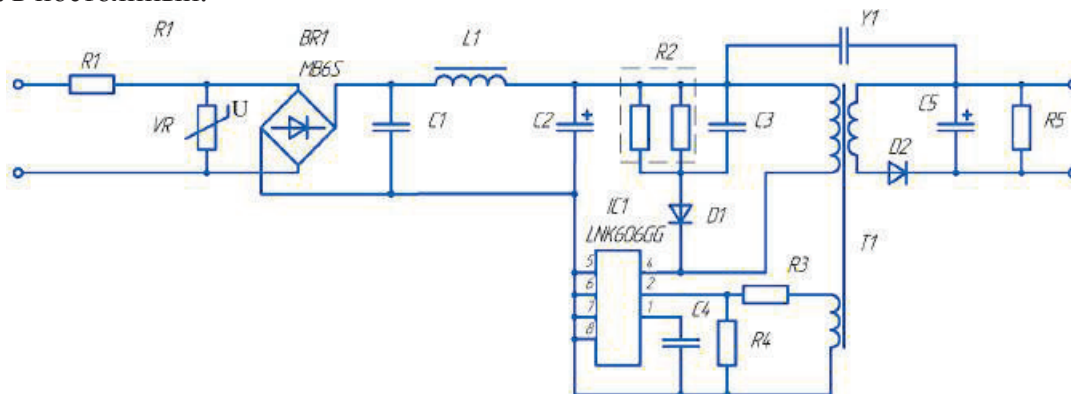 R1
Y1
BR1
L1
R2
R1
MB6S
VR
U
C1
C2
+
C3
C5
+
R5
D2
IC1
D1
LNK606GG
T1
5
4
R3
6
2
7
1
C4
8
R4